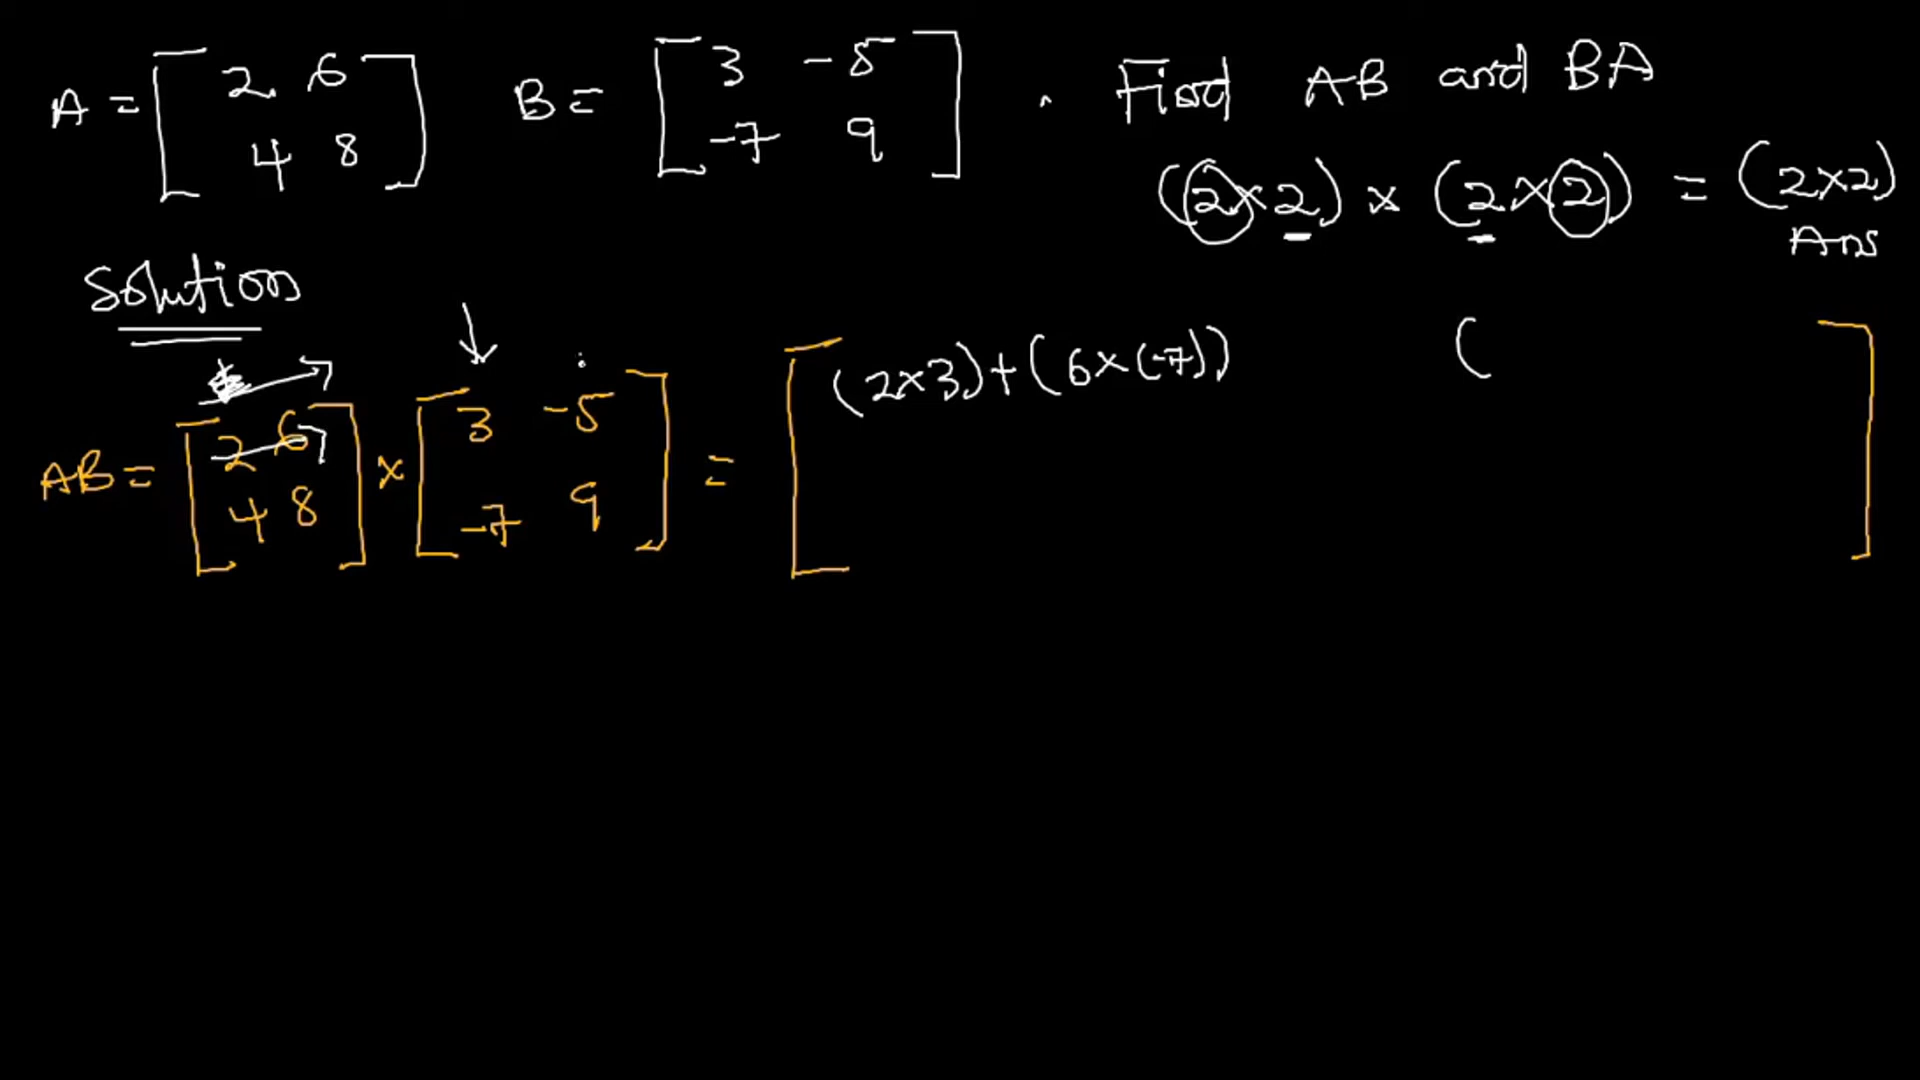 A = [ 2 6 B = [ 3 -5 ] . Find AB and BA
4 8 ] -7 9 ]
(2×2) × (2×2) = (2×2)
Ans
Solution
AB = [ 2 6 ] × [ 3 -5 ] = [ (2×3)+(6×(-7)) ( ]
4 8 -7 9